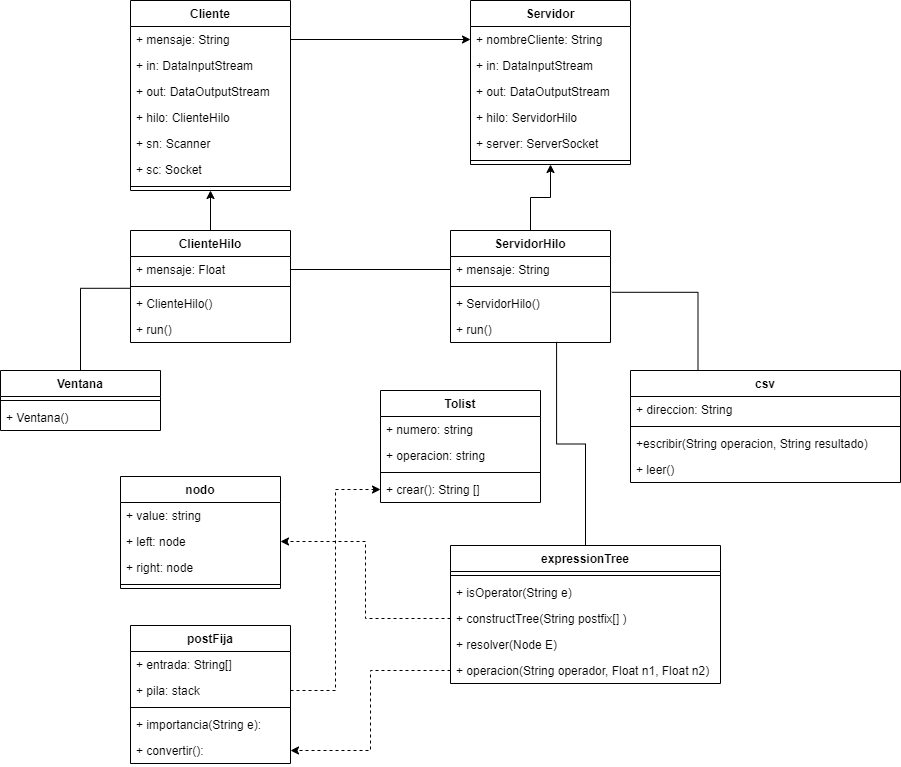 Cliente
+ mensaje: String
+ in: DataInputStream
+ out: DataOutputStream
+ hilo: ClienteHilo
+ sn: Scanner
+ sc: Socket
Servidor
+ nombreCliente: String
+ in: DataInputStream
+ out: DataOutputStream
+ hilo: ServidorHilo
+ server: ServerSocket
ClienteHilo
+ mensaje: Float
+ ClienteHilo()
+ run()
ServidorHilo
+ mensaje: String
+ ServidorHilo()
+ run()
Ventana
+ Ventana()
Tolist
+ numero: string
+ operacion: string
+ crear(): String []
csv
+ direccion: String
+escribir(String operacion, String resultado)
+ leer()
nodo
+ value: string
+ left: node
+ right: node
expressionTree
+ isOperator(String e)
+ constructTree(String postfix[] )
+ resolver(Node E)
+ operacion(String operador, Float n1, Float n2)
postFija
+ entrada: String[]
+ pila: stack
+ importancia(String e):
+ convertir():